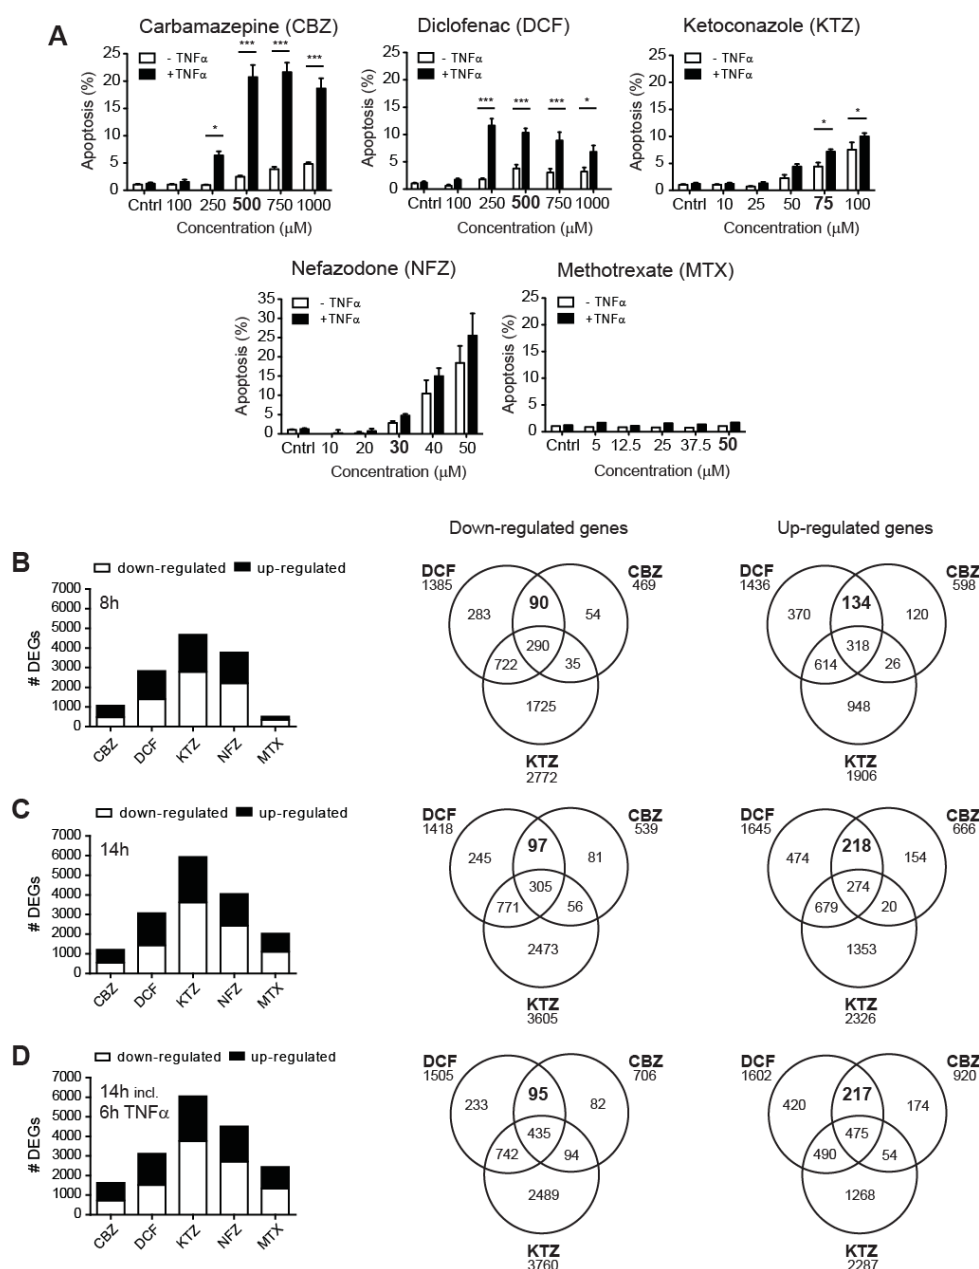 A
Carbamazepine (CBZ)
Diclofenac (DCF)
Ketoconazole (KTZ)
Apoptosis (%)
25
20
15
10
5
0
- TNFα
+TNFα
*
***
***
***
Cntrl 100 250 500 750 1000
Concentration (µM)
Apoptosis (%)
25
20
15
10
5
0
- TNFα
+TNFα
***
***
***
*
Cntrl 100 250 500 750 1000
Concentration (µM)
Apoptosis (%)
25
20
15
10
5
0
- TNFα
+TNFα
*
*
Cntrl 10 25 50 75 100
Concentration (µM)
Nefazodone (NFZ)
Methotrexate (MTX)
Apoptosis (%)
35
30
25
20
15
10
5
0
- TNFα
+TNFα
Cntrl 10 20 30 40 50
Concentration (µM)
Apoptosis (%)
25
20
15
10
5
0
- TNFα
+TNFα
Cntrl 5 12.5 25 37.5 50
Concentration (µM)
Down-regulated genes
Up-regulated genes
B
down-regulated up-regulated
8h
# DEGs
7000
6000
5000
4000
3000
2000
1000
0
CBZ DCF KTZ NFZ MTX
DCF
1385
CBZ
469
283 90 54
290
722 35
1725
KTZ
2772
DCF
1436
CBZ
598
370 134 120
318
614 26
948
KTZ
1906
C
down-regulated up-regulated
14h
# DEGs
7000
6000
5000
4000
3000
2000
1000
0
CBZ DCF KTZ NFZ MTX
DCF
1418
CBZ
539
245 97 81
305
771 56
2473
KTZ
3605
DCF
1645
CBZ
666
474 218 154
274
679 20
1353
KTZ
2326
D
down-regulated up-regulated
14h incl.
6h TNFα
# DEGs
7000
6000
5000
4000
3000
2000
1000
0
CBZ DCF KTZ NFZ MTX
DCF
1505
CBZ
706
233 95 82
435
742 94
2489
KTZ
3760
DCF
1602
CBZ
920
420 217 174
475
490 54
1268
KTZ
2287